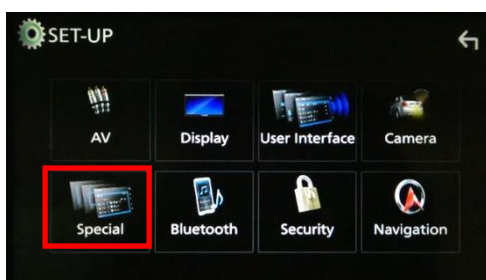 SET-UP
AV
Display
User Interface
Camera
Special
Bluetooth
Security
Navigation